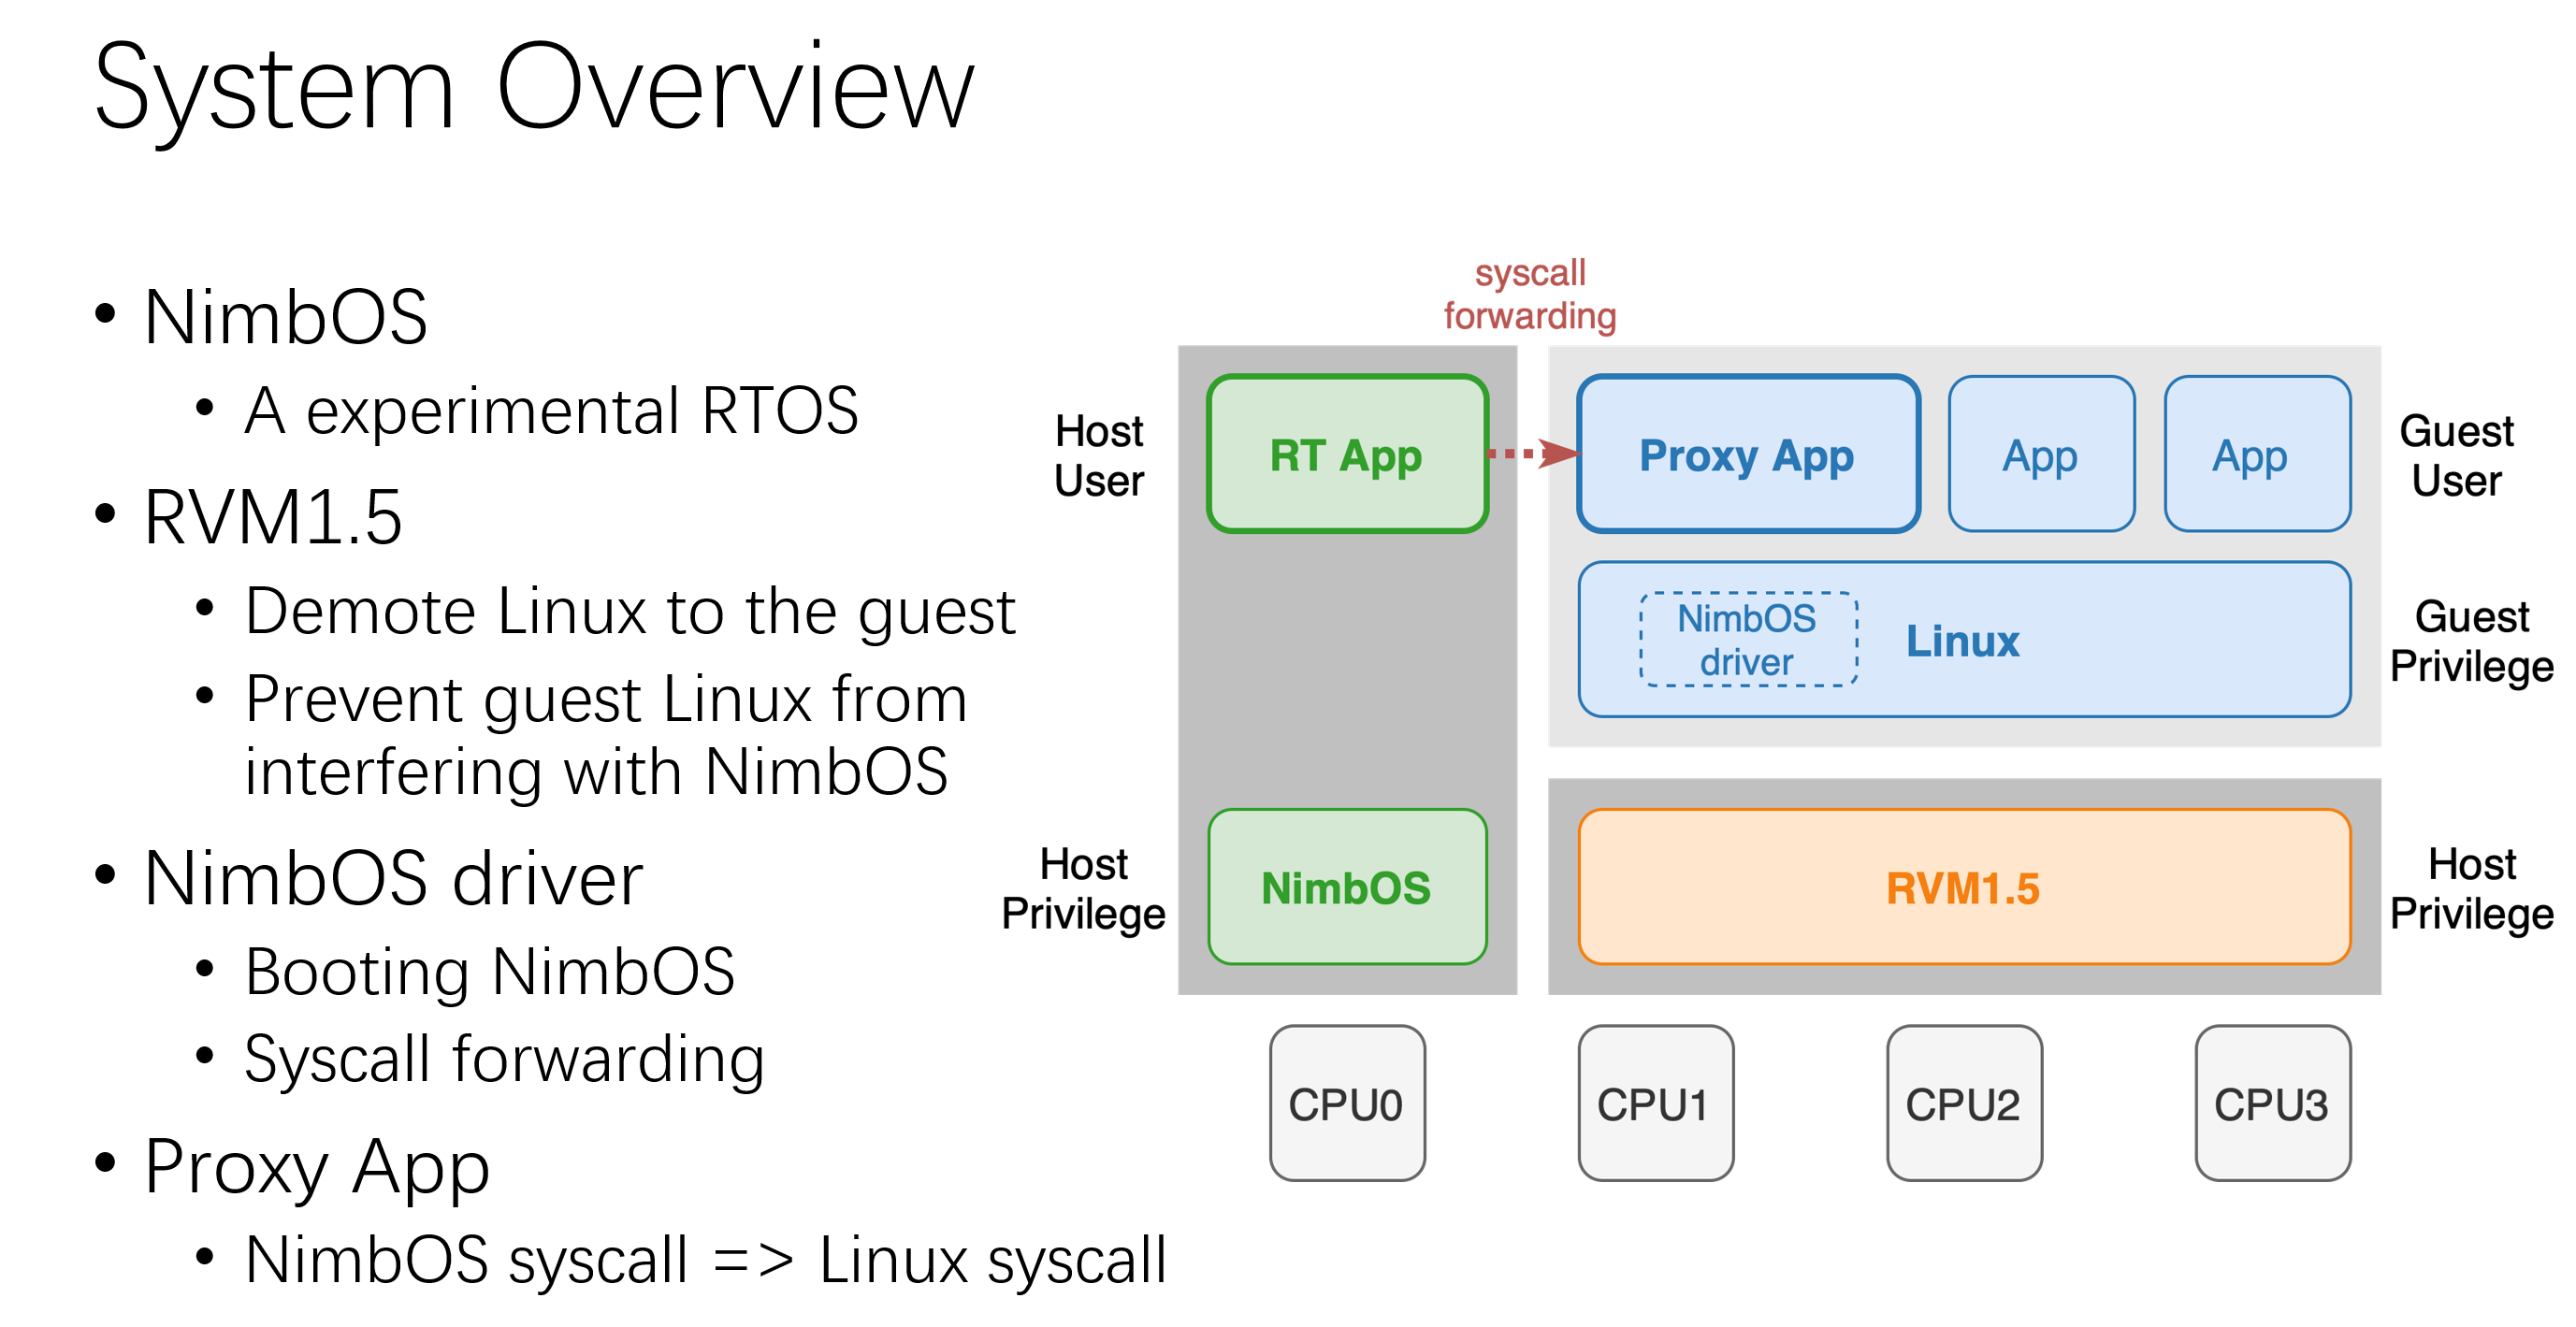 System Overview
• NimbOS
• A experimental RTOS
• RVM1.5
• Demote Linux to the guest
• Prevent guest Linux from
interfering with NimbOS
• NimbOS driver
• Booting NimbOS
• Syscall forwarding
• Proxy App
• NimbOS syscall => Linux syscall
syscall
forwarding
Host
User
RT App
Proxy App
App
App
Guest
User
NimbOS
driver
Linux
Guest
Privilege
Host
Privilege
NimbOS
RVM1.5
Host
Privilege
CPU0
CPU1
CPU2
CPU3